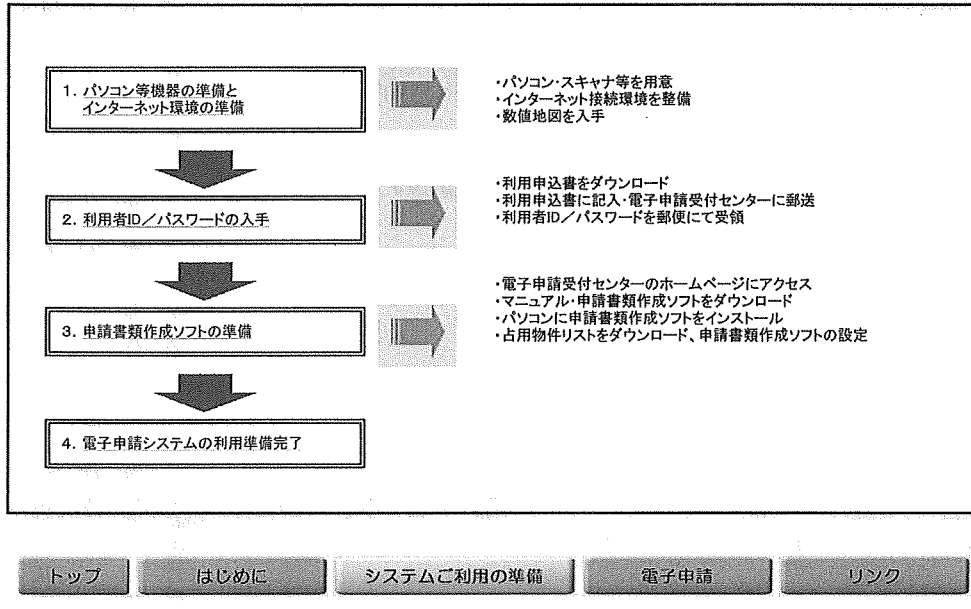 1. パソコン等機器の準備と
インターネット環境の準備
・パソコン・スキャナ等を用意
・インターネット接続環境を整備
・数値地図を入手
2. 利用者ID／パスワードの入手
・利用申込書をダウンロード
・利用申込書に記入・電子申請受付センターに郵送
・利用者ID／パスワードを郵便にて受領
3. 申請書類作成ソフトの準備
・電子申請受付センターのホームページにアクセス
・マニュアル・申請書類作成ソフトをダウンロード
・パソコンに申請書類作成ソフトをインストール
・占用物件リストをダウンロード、申請書類作成ソフトの設定
4. 電子申請システムの利用準備完了
トップ
はじめに
システムご利用の準備
電子申請
リンク